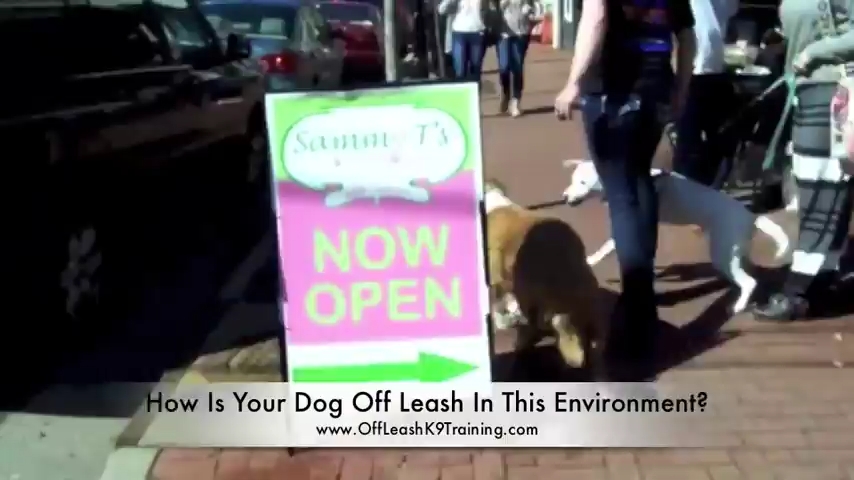 Sammy T's
NOW
OPEN
How Is Your Dog Off Leash In This Environment?
www.OffLeashK9Training.com